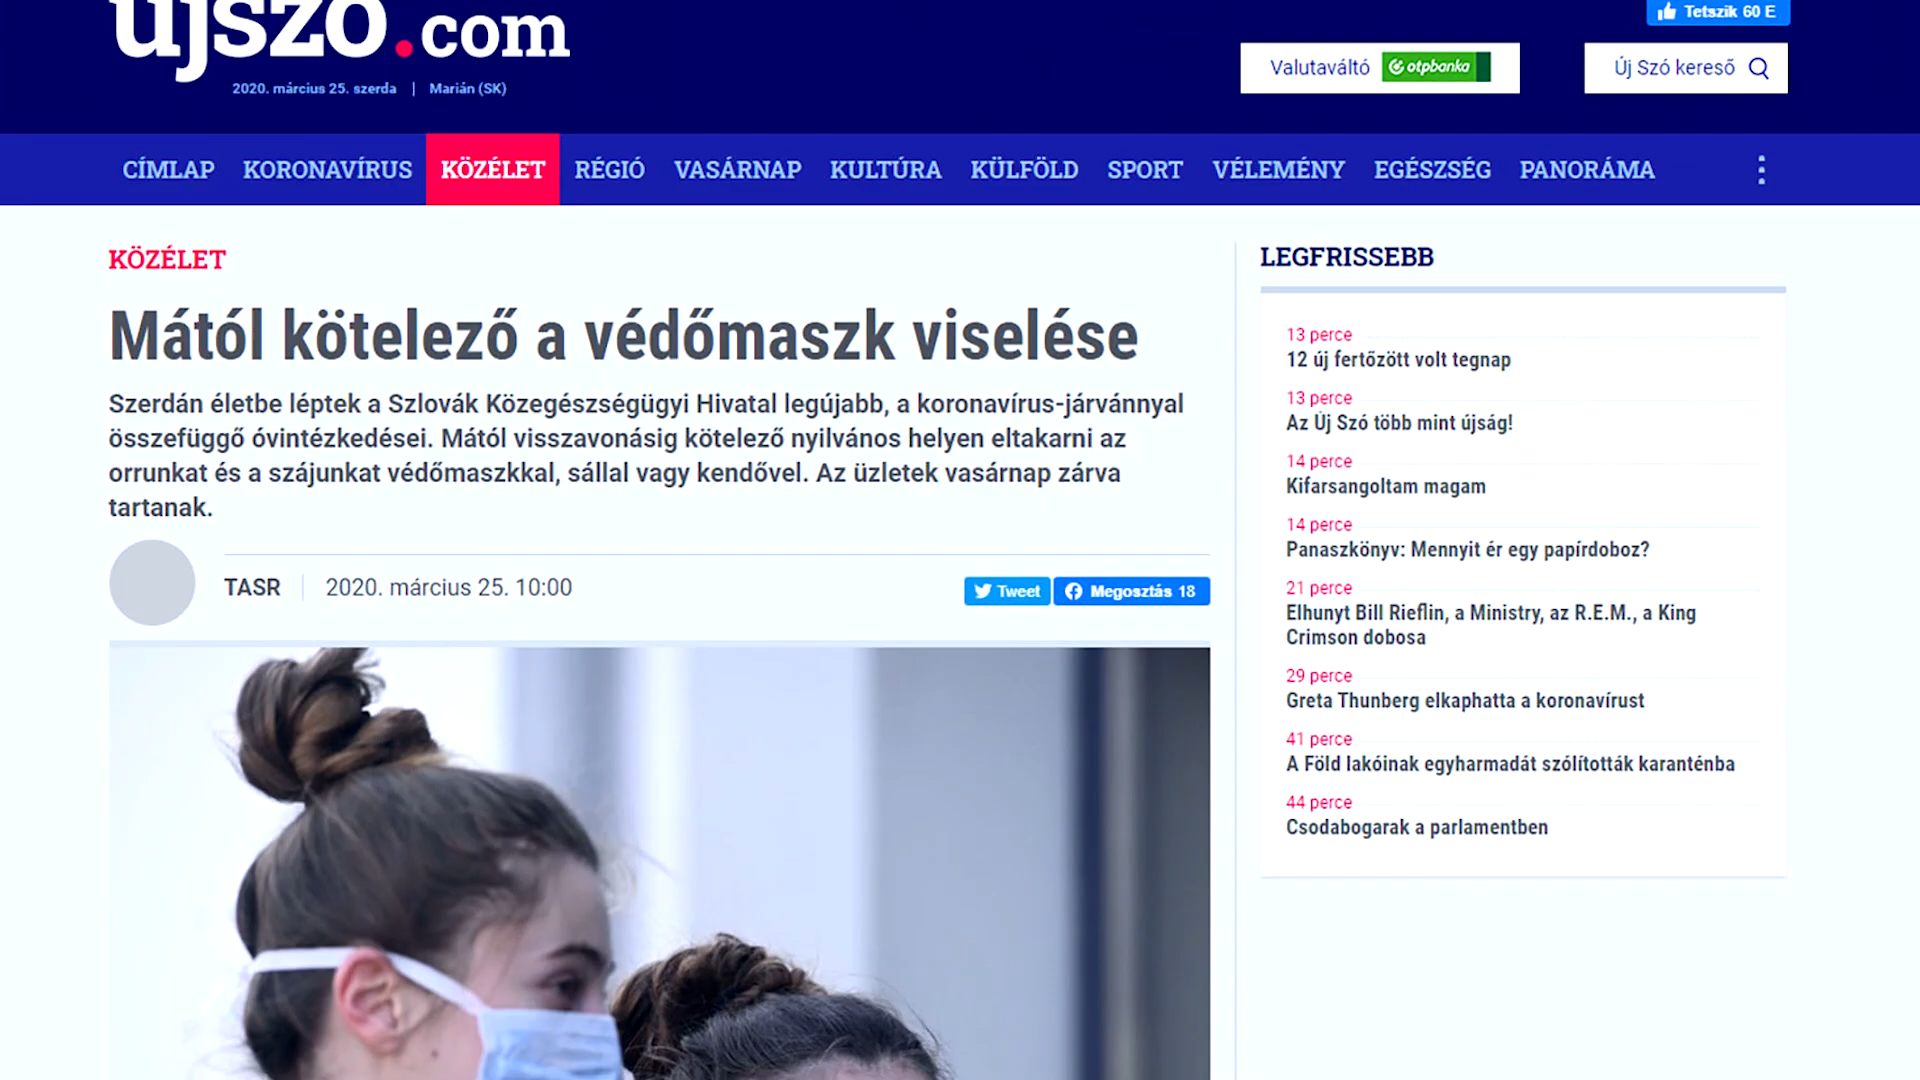 újszó.com
2020. március 25. szerda | Marián (SK)
Tetszik 60 E
Valutaváltó otpbanka
Új Szó kereső
CÍMLAP KORONAVÍRUS KÖZÉLET RÉGIÓ VASÁRNAP KULTÚRA KÜLFÖLD SPORT VÉLEMÉNY EGÉSZSÉG PANORÁMA
KÖZÉLET
Mától kötelező a védőmaszk viselése
Szerdán életbe léptek a Szlovák Közegészségügyi Hivatal legújabb, a koronavírus-járvánnyal
összefüggő óvintézkedései. Mától visszavonásig kötelező nyilvános helyen eltakarni az
orrunkat és a szájunkat védőmaszkkal, sállal vagy kendővel. Az üzletek vasárnap zárva
tartanak.
TASR 2020. március 25. 10:00
Tweet Megosztás 18
LEGFRISSEBB
13 perce
12 új fertőzött volt tegnap
13 perce
Az Új Szó több mint újság!
14 perce
Kifarsangoltam magam
14 perce
Panaszkönyv: Mennyit ér egy papírdoboz?
21 perce
Elhunyt Bill Rieflin, a Ministry, az R.E.M., a King
Crimson dobosa
29 perce
Greta Thunberg elkaphatta a koronavírust
41 perce
A Föld lakóinak egyharmadát szólították karanténba
44 perce
Csodabogarak a parlamentben